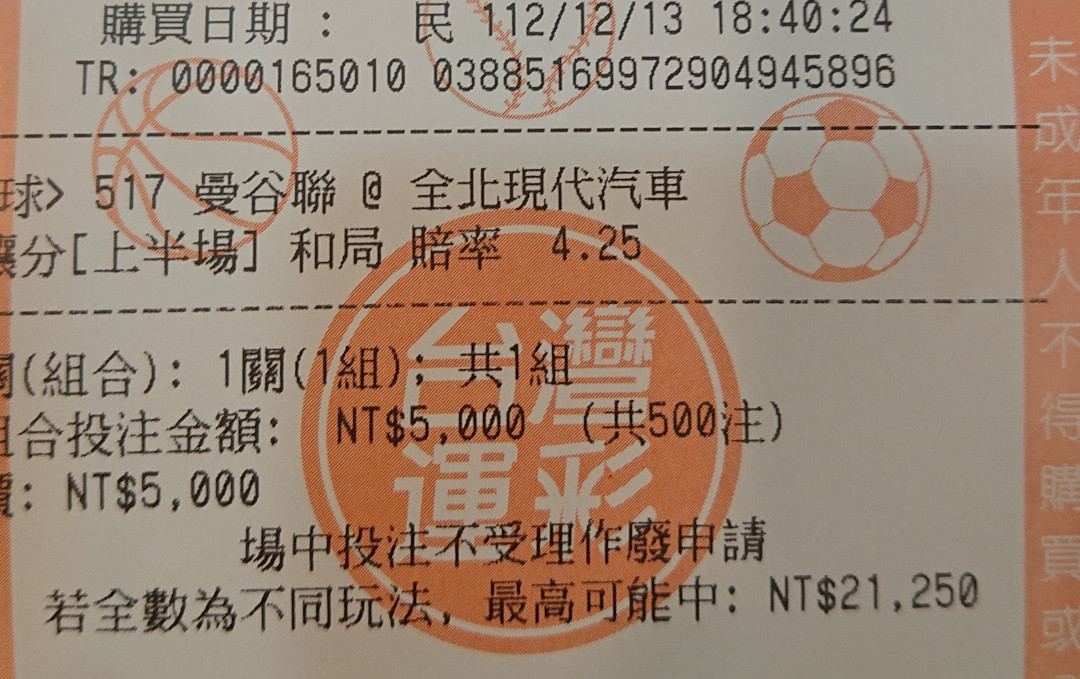 購買日期 : 民 112/12/13 18:40:24
TR: 0000165010 03885169972904945896
球> 517 曼谷聯 @ 全北現代汽車
讓分[上半場] 和局 賠率 4.25
關(組合): 1關(1組); 共1組
組合投注金額: NT$5,000 (共500注)
價: NT$5,000
場中投注不受理作廢申請
若全數為不同玩法, 最高可能中: NT$21,250
台灣
運彩
未成年人不得購買或